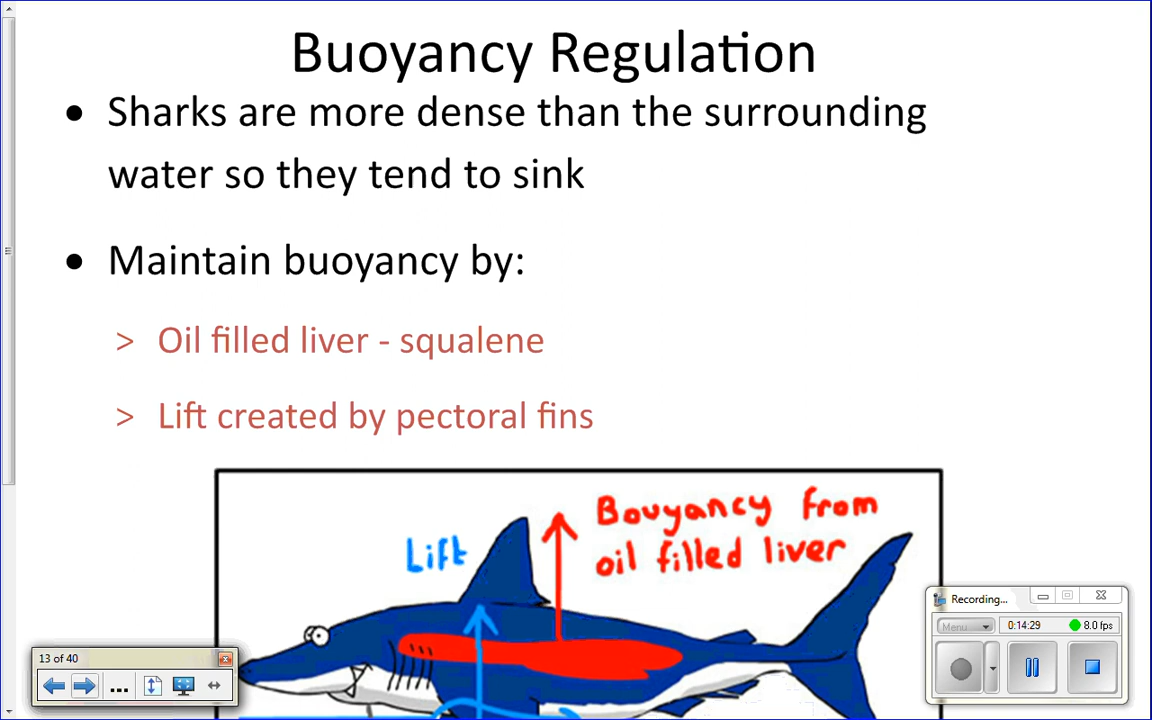 Buoyancy Regulation
• Sharks are more dense than the surrounding
water so they tend to sink
• Maintain buoyancy by:
> Oil filled liver - squalene
> Lift created by pectoral fins
Lift
Bouyancy from
oil filled liver
13 of 40
...
Recording...
Menu
0:14:29
8.0 fps